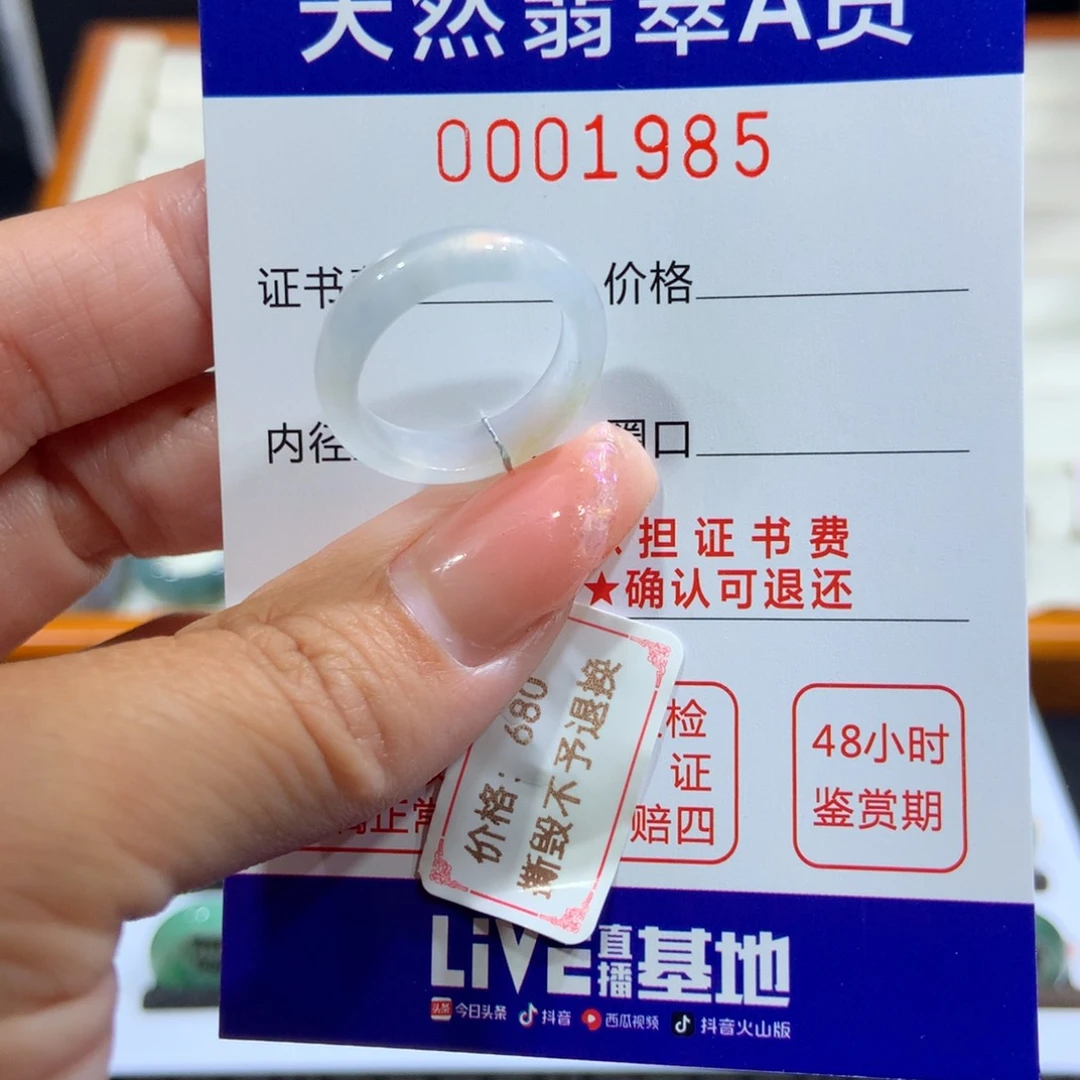 天然翡翠A货
0001985
证书
价格
内径
圈口
担证书费
★确认可退还
检
证
赔四
48小时
鉴赏期
价格：680
撕毁不予退换
LiVE直播基地
头条 今日头条 抖音 西瓜视频 抖音火山版